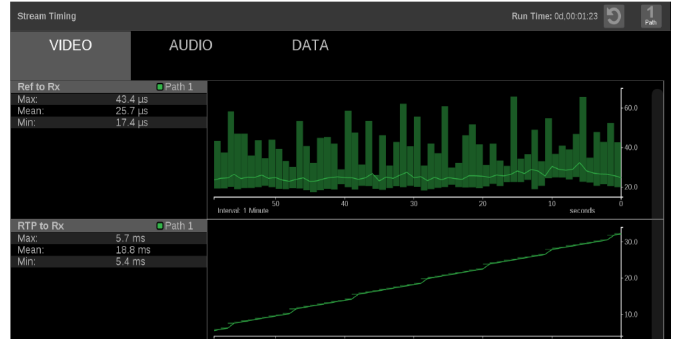 Stream Timing Run Time: 0d,00:01:23 1
Path
VIDEO AUDIO DATA
Ref to Rx Path 1
Max: 43.4 µs
Mean: 25.7 µs
Min: 17.4 µs
60.0
40.0
20.0
50 40 30 20 10 0
Interval: 1 Minute seconds
RTP to Rx Path 1
Max: 5.7 ms
Mean: 18.8 ms
Min: 5.4 ms
30.0
20.0
10.0